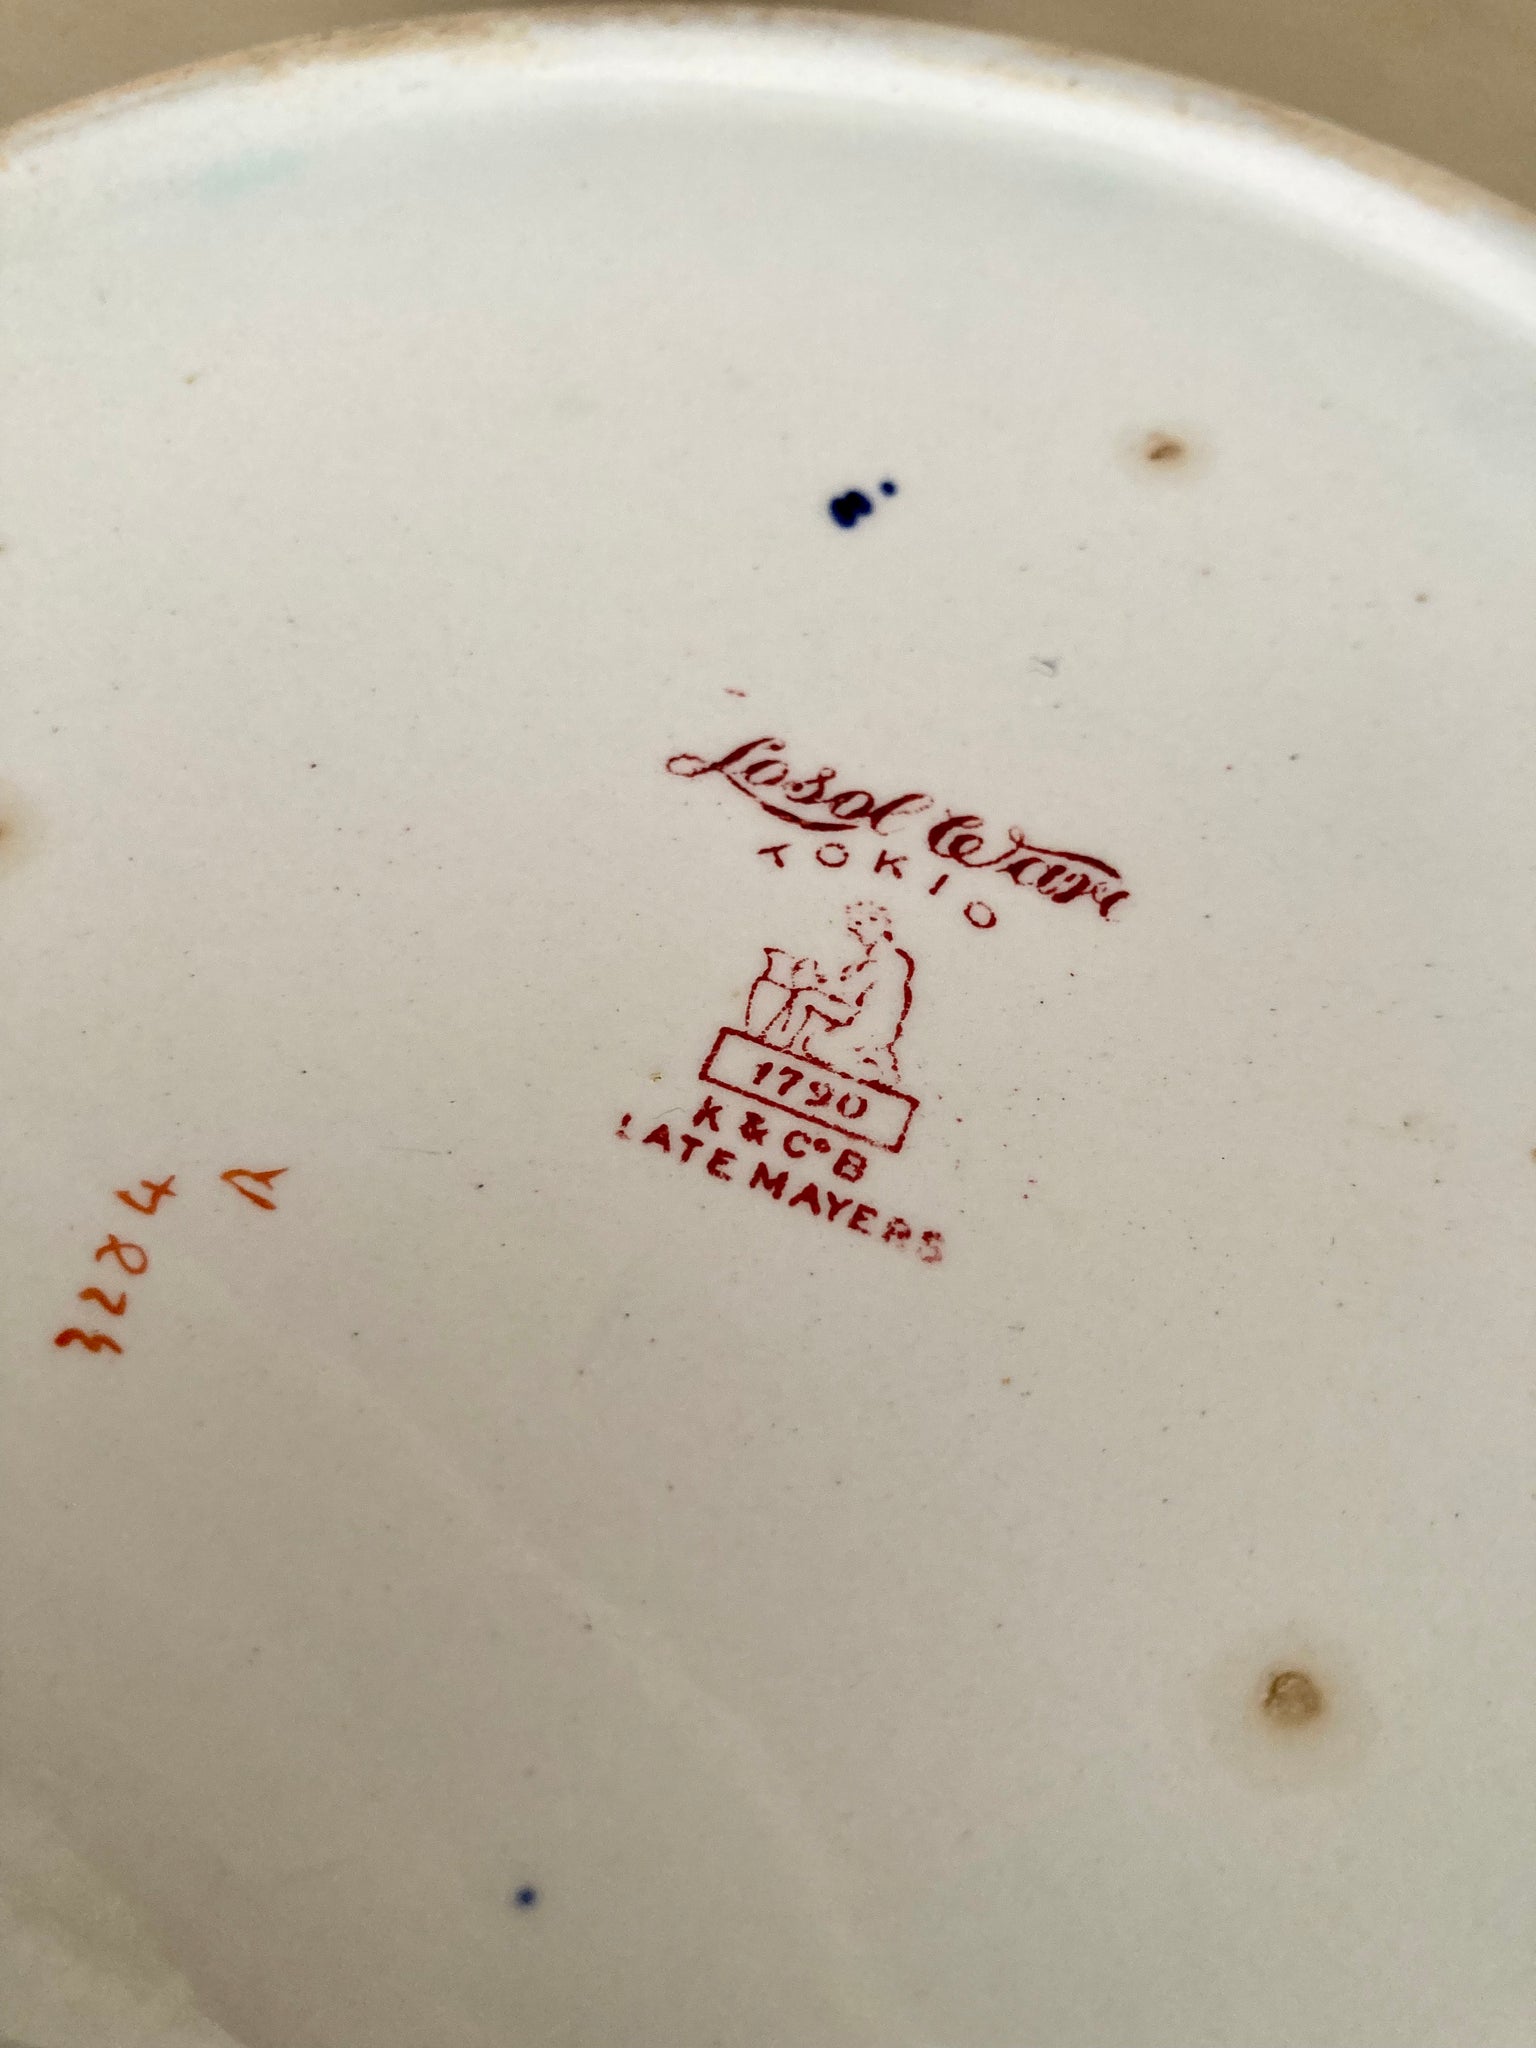 Losol Ware
TOKIO
1790
K & Co B
LATE MAYERS
3284